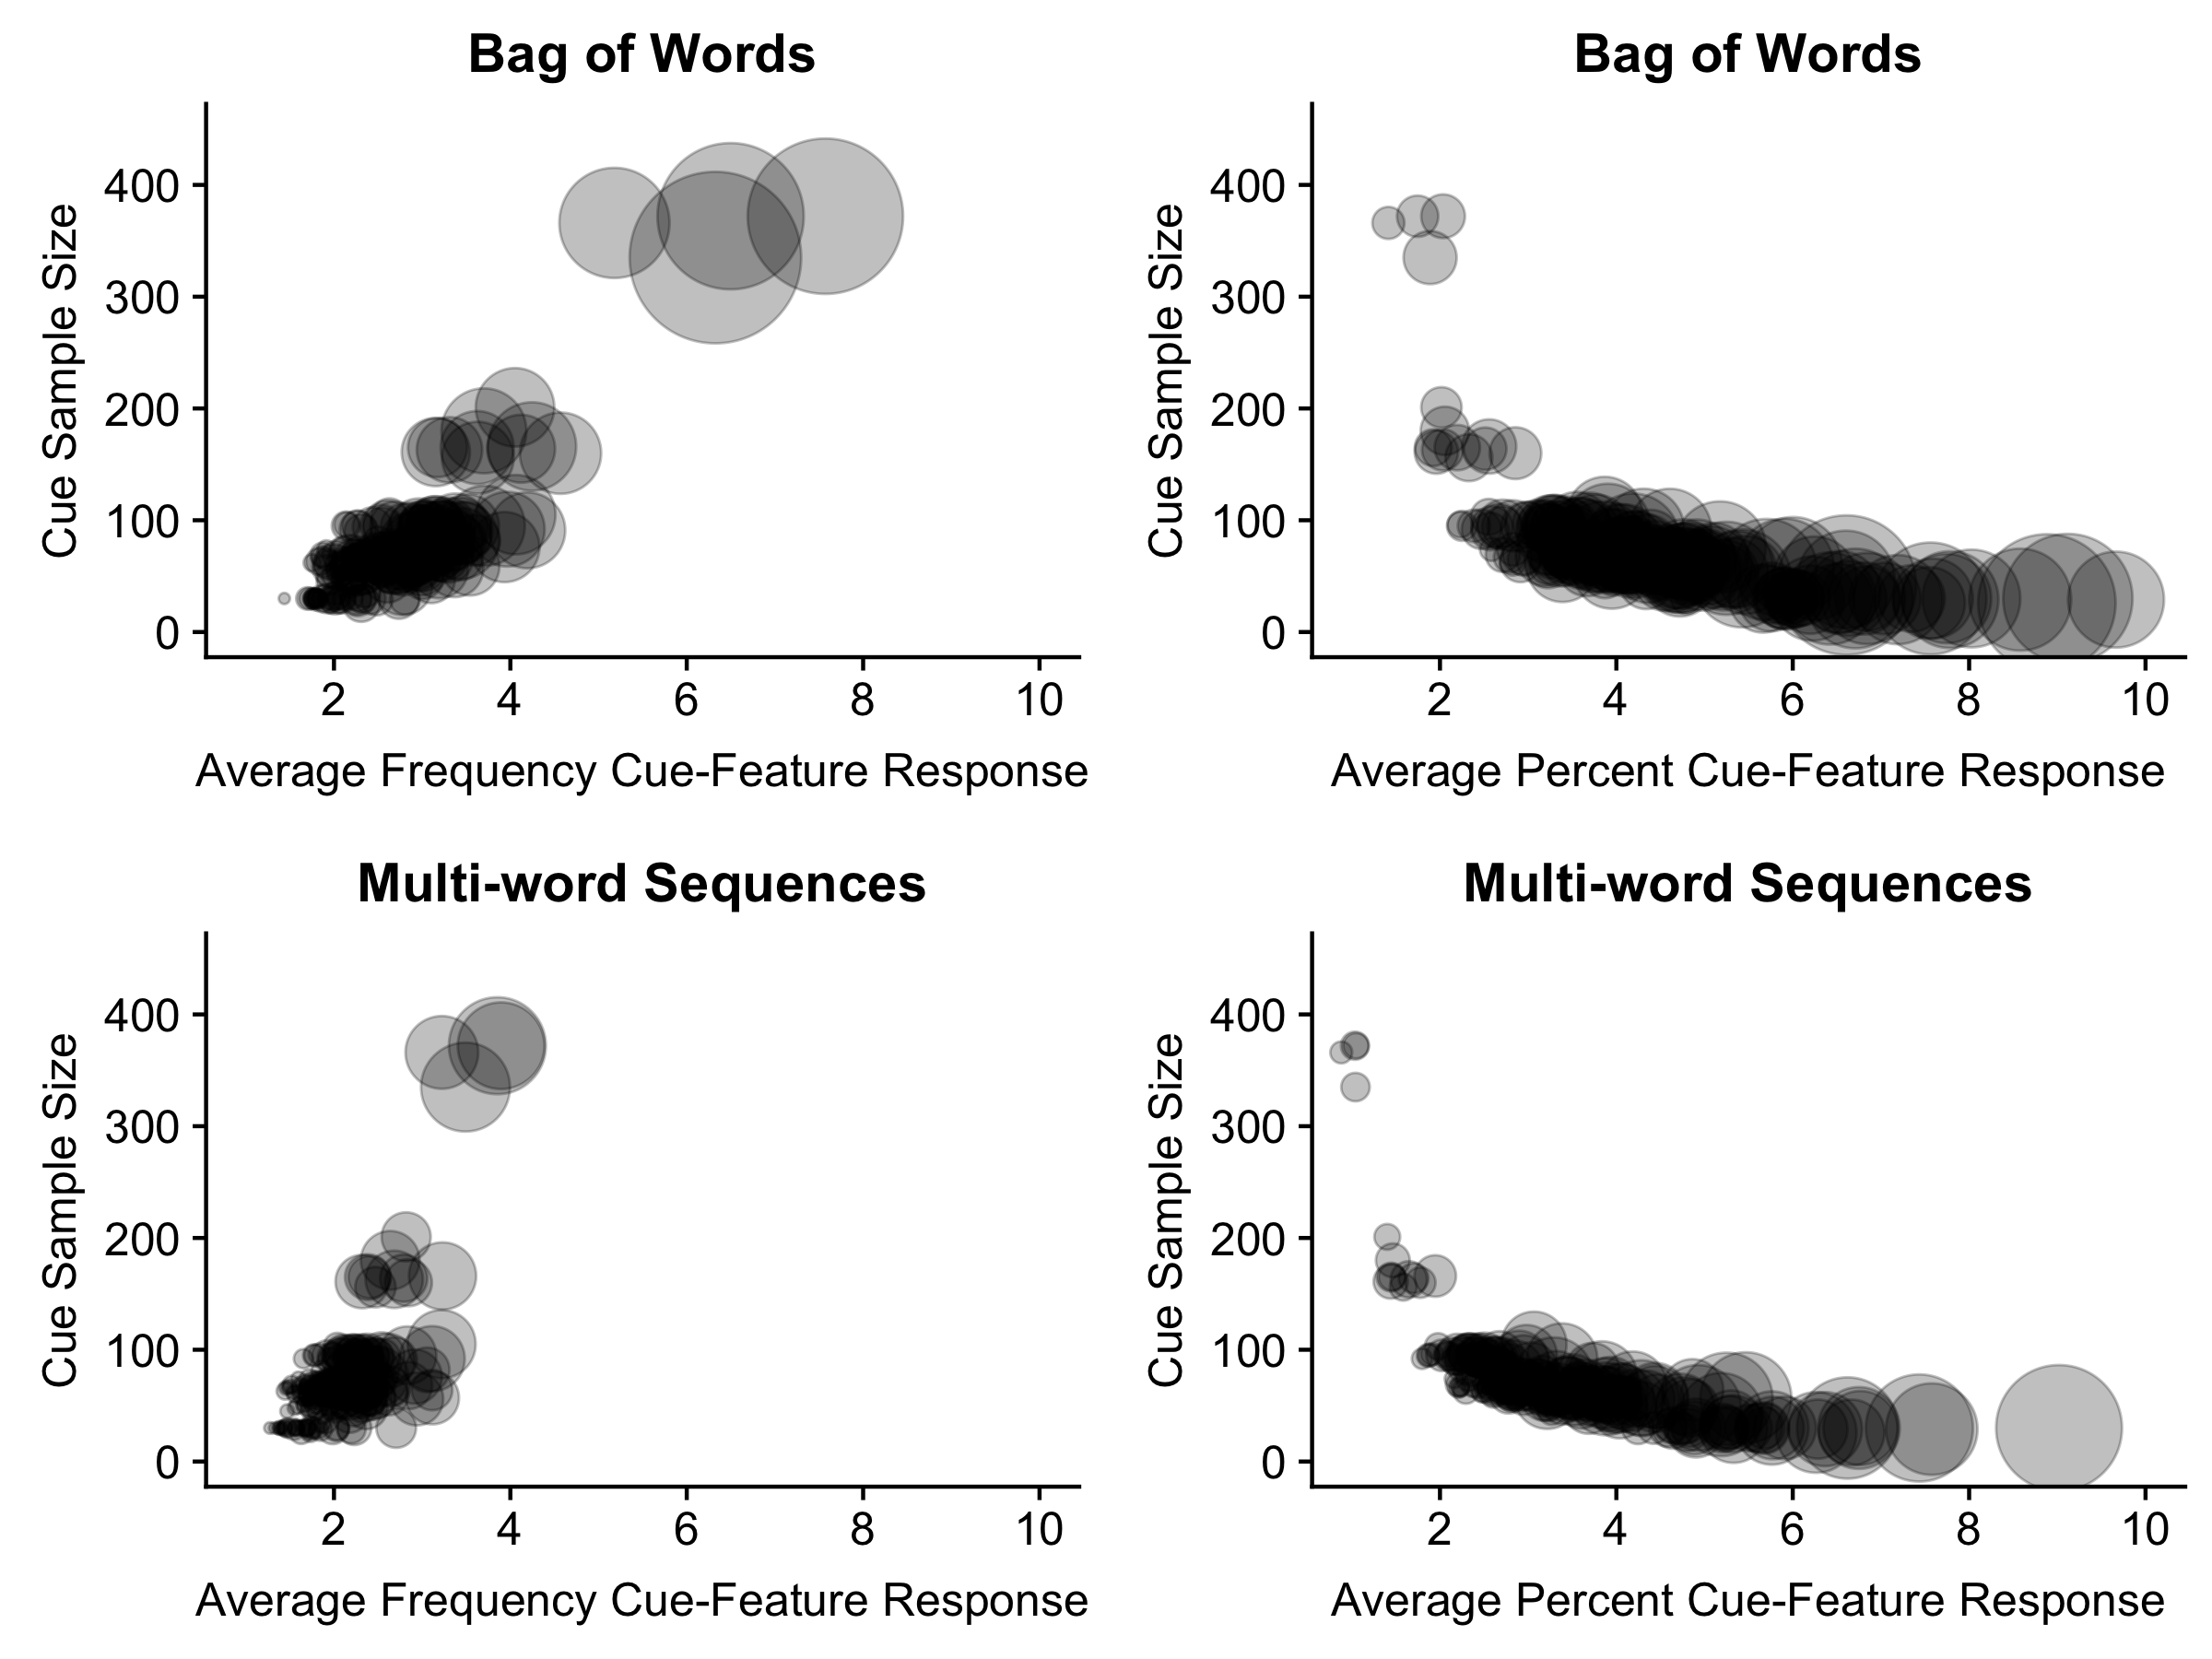 Bag of Words
Cue Sample Size
400
300
200
100
0
2 4 6 8 10
Average Frequency Cue-Feature Response
Bag of Words
Cue Sample Size
400
300
200
100
0
2 4 6 8 10
Average Percent Cue-Feature Response
Multi-word Sequences
Cue Sample Size
400
300
200
100
0
2 4 6 8 10
Average Frequency Cue-Feature Response
Multi-word Sequences
Cue Sample Size
400
300
200
100
0
2 4 6 8 10
Average Percent Cue-Feature Response